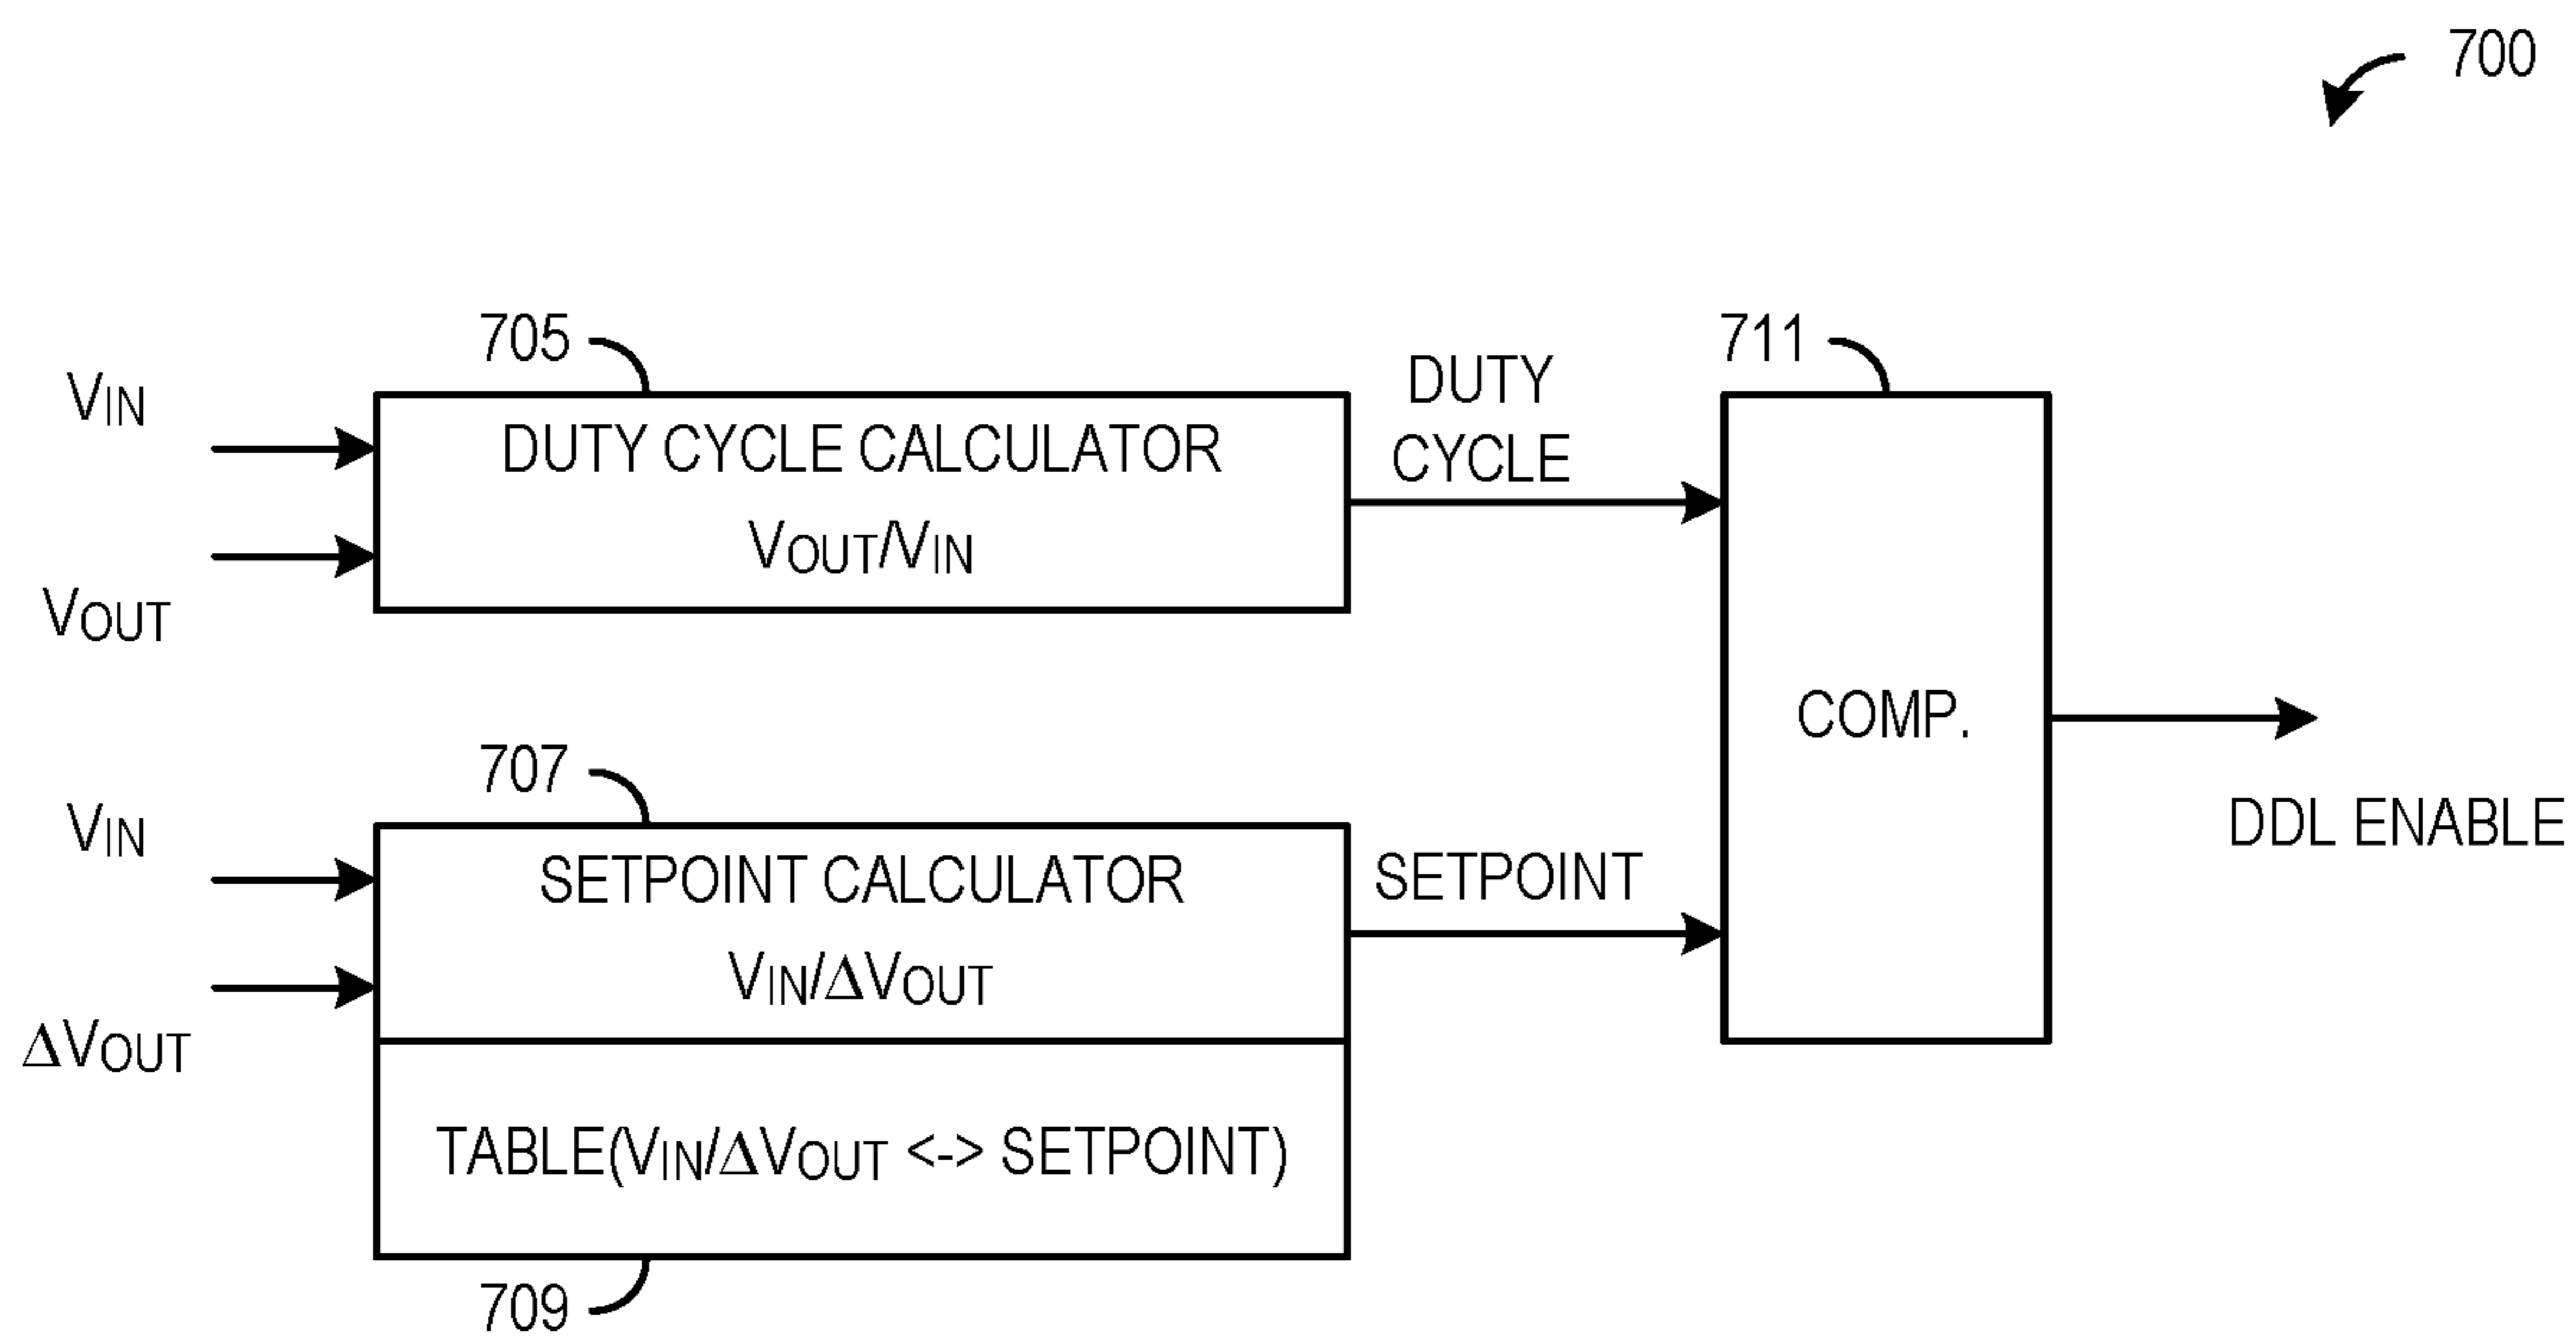 700
705
711
VIN
DUTY
CYCLE
DUTY CYCLE CALCULATOR
VOUT/VIN
VOUT
COMP.
707
VIN
SETPOINT CALCULATOR
SETPOINT
DDL ENABLE
VIN/ΔVOUT
ΔVOUT
TABLE(VIN/ΔVOUT <-> SETPOINT)
709